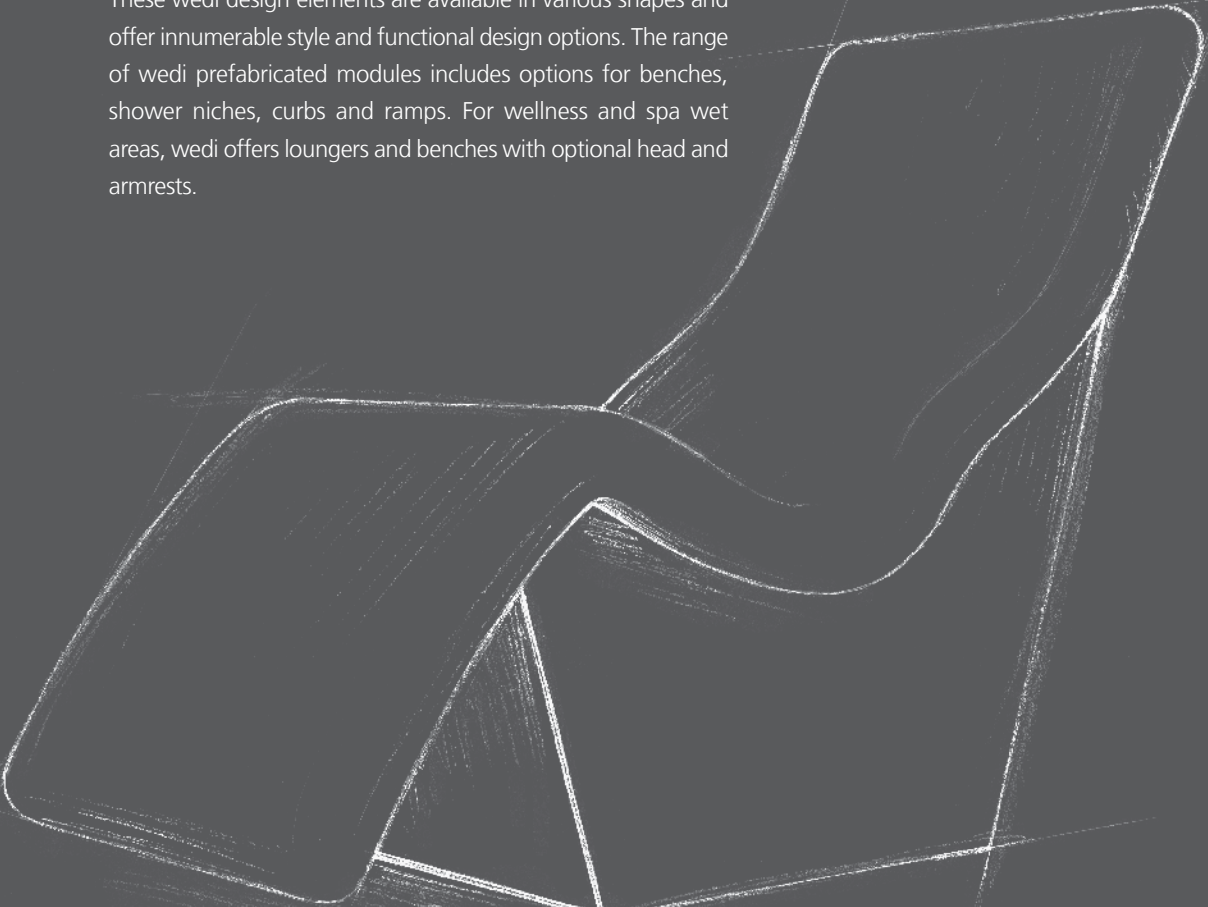 These wedi design elements are available in various shapes and
offer innumerable style and functional design options. The range
of wedi prefabricated modules includes options for benches,
shower niches, curbs and ramps. For wellness and spa wet
areas, wedi offers loungers and benches with optional head and
armrests.